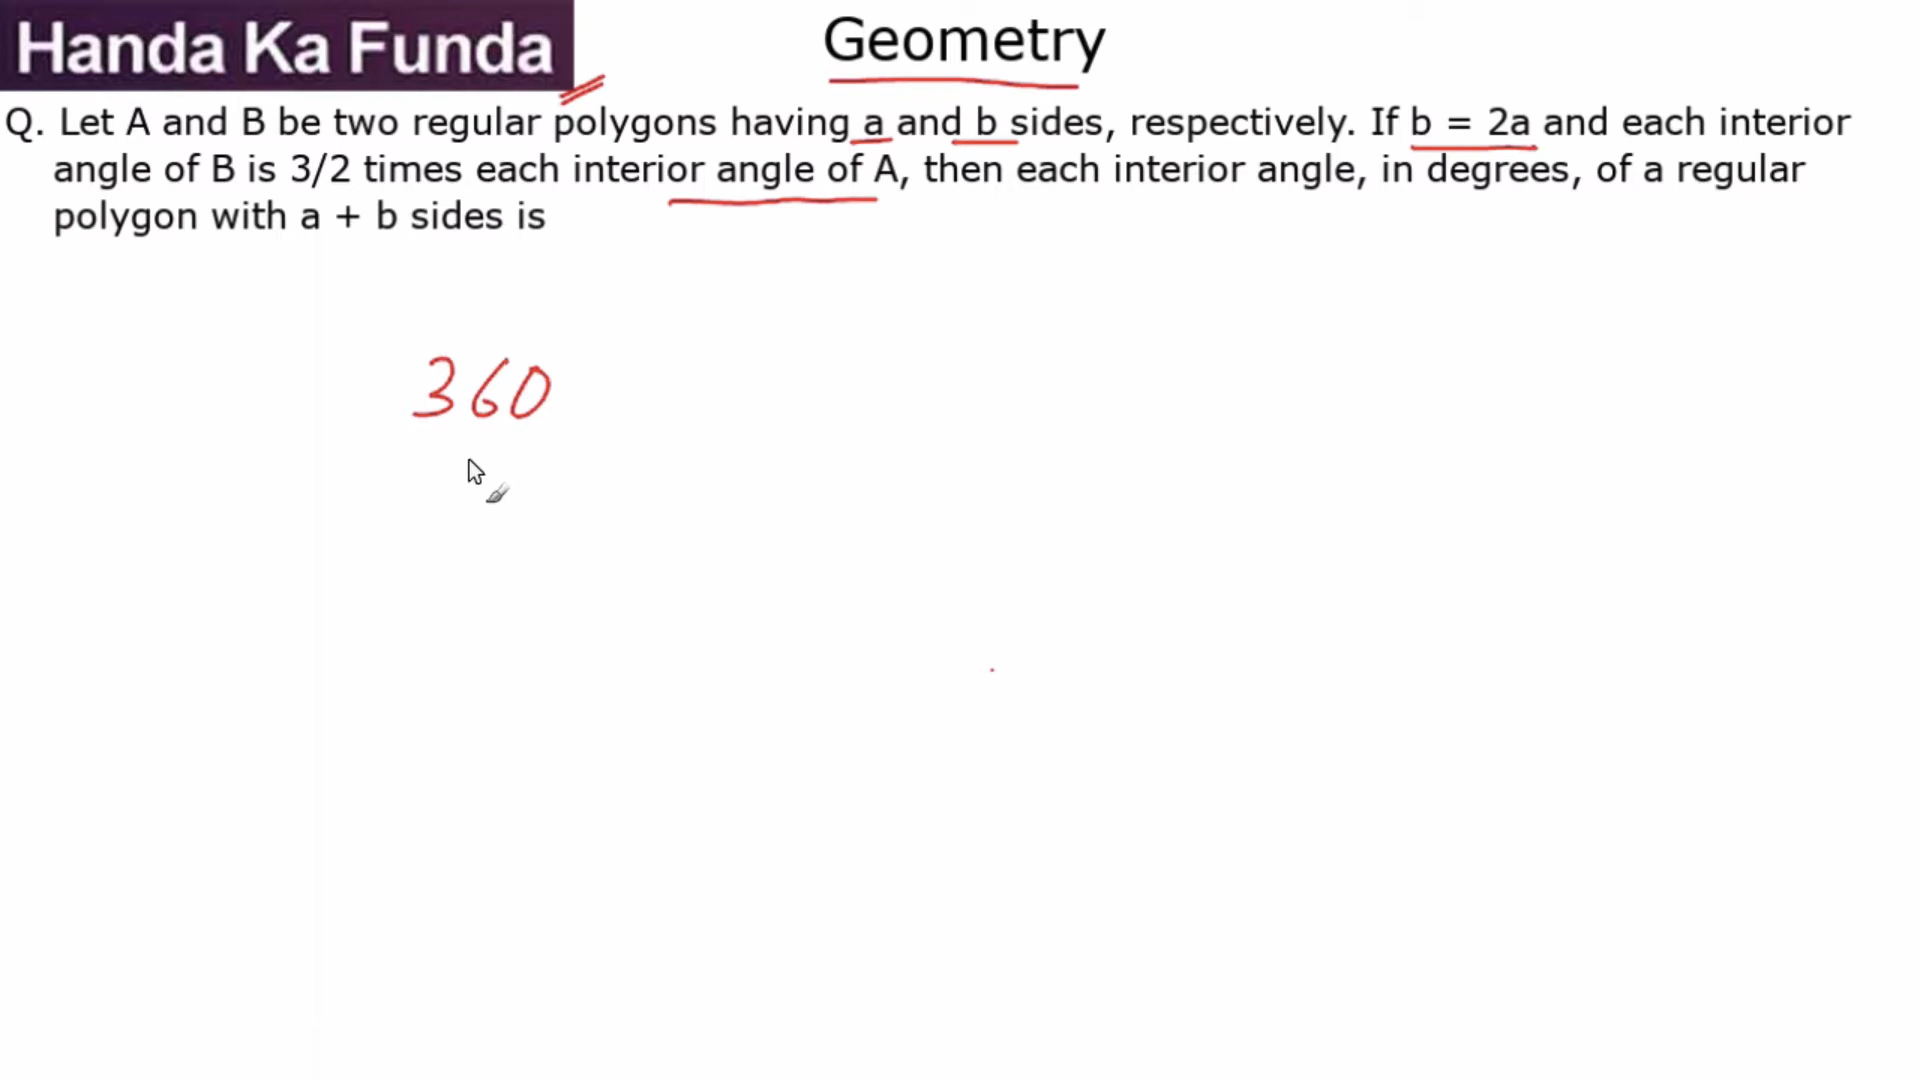 Handa Ka Funda
Geometry
Q. Let A and B be two regular polygons having a and b sides, respectively. If b = 2a and each interior
angle of B is 3/2 times each interior angle of A, then each interior angle, in degrees, of a regular
polygon with a + b sides is
360